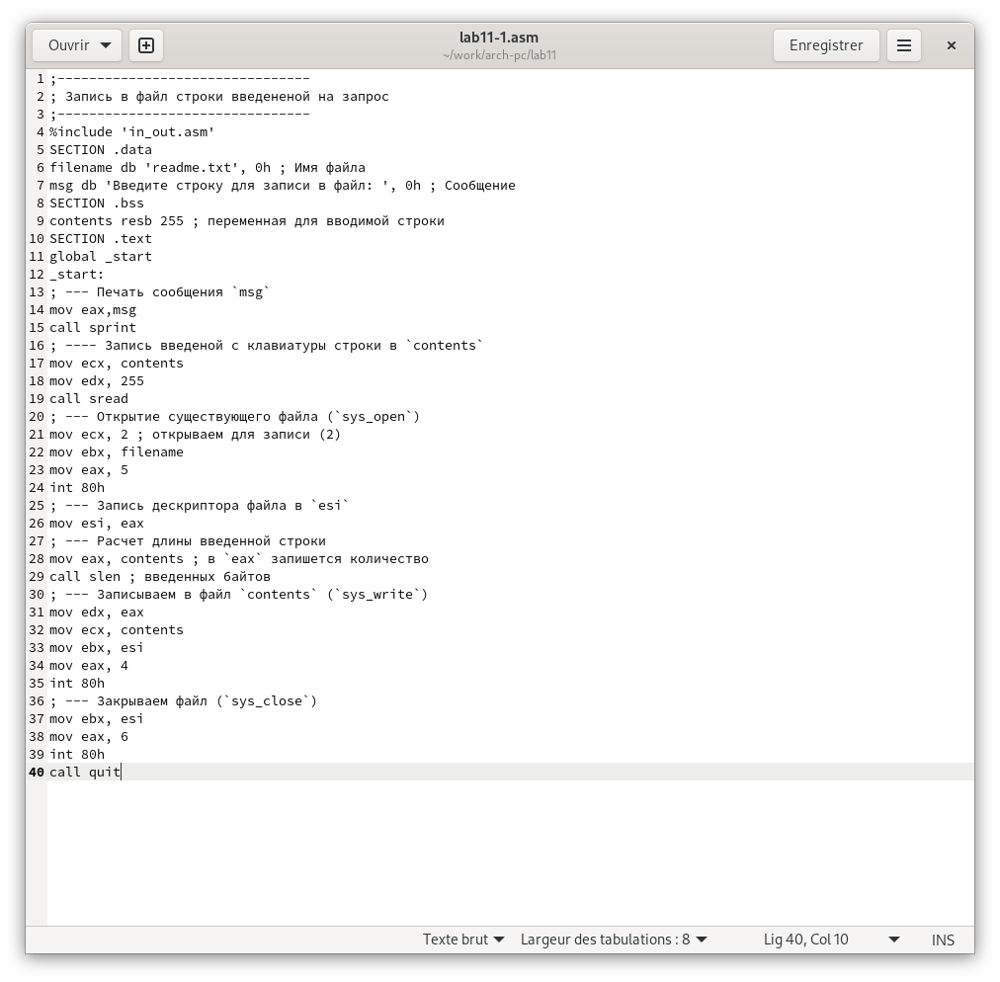 Ouvrir
lab11-1.asm
~/work/arch-pc/lab11
Enregistrer
1 ;--------------------------------
2 ; Запись в файл строки введененой на запрос
3 ;--------------------------------
4 %include 'in_out.asm'
5 SECTION .data
6 filename db 'readme.txt', 0h ; Имя файла
7 msg db 'Введите строку для записи в файл: ', 0h ; Сообщение
8 SECTION .bss
9 contents resb 255 ; переменная для вводимой строки
10 SECTION .text
11 global _start
12 _start:
13 ; --- Печать сообщения `msg`
14 mov eax,msg
15 call sprint
16 ; ---- Запись введеной с клавиатуры строки в `contents`
17 mov ecx, contents
18 mov edx, 255
19 call sread
20 ; --- Открытие существующего файла (`sys_open`)
21 mov ecx, 2 ; открываем для записи (2)
22 mov ebx, filename
23 mov eax, 5
24 int 80h
25 ; --- Запись дескриптора файла в `esi`
26 mov esi, eax
27 ; --- Расчет длины введенной строки
28 mov eax, contents ; в `eax` запишется количество
29 call slen ; введенных байтов
30 ; --- Записываем в файл `contents` (`sys_write`)
31 mov edx, eax
32 mov ecx, contents
33 mov ebx, esi
34 mov eax, 4
35 int 80h
36 ; --- Закрываем файл (`sys_close`)
37 mov ebx, esi
38 mov eax, 6
39 int 80h
40 call quit
Texte brut Largeur des tabulations : 8 Lig 40, Col 10 INS